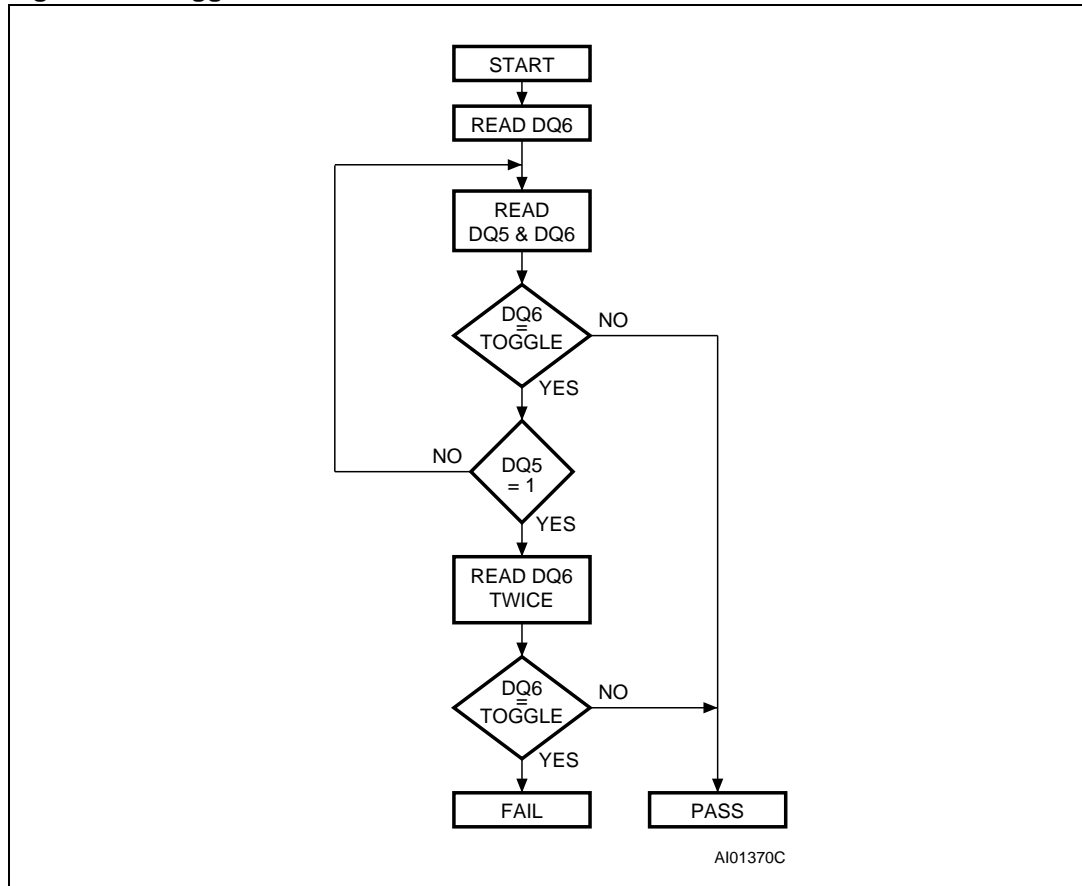 START
READ DQ6
READ
DQ5 & DQ6
DQ6
=
TOGGLE
NO
YES
NO
DQ5
= 1
YES
READ DQ6
TWICE
DQ6
=
TOGGLE
NO
YES
FAIL
PASS
AI01370C